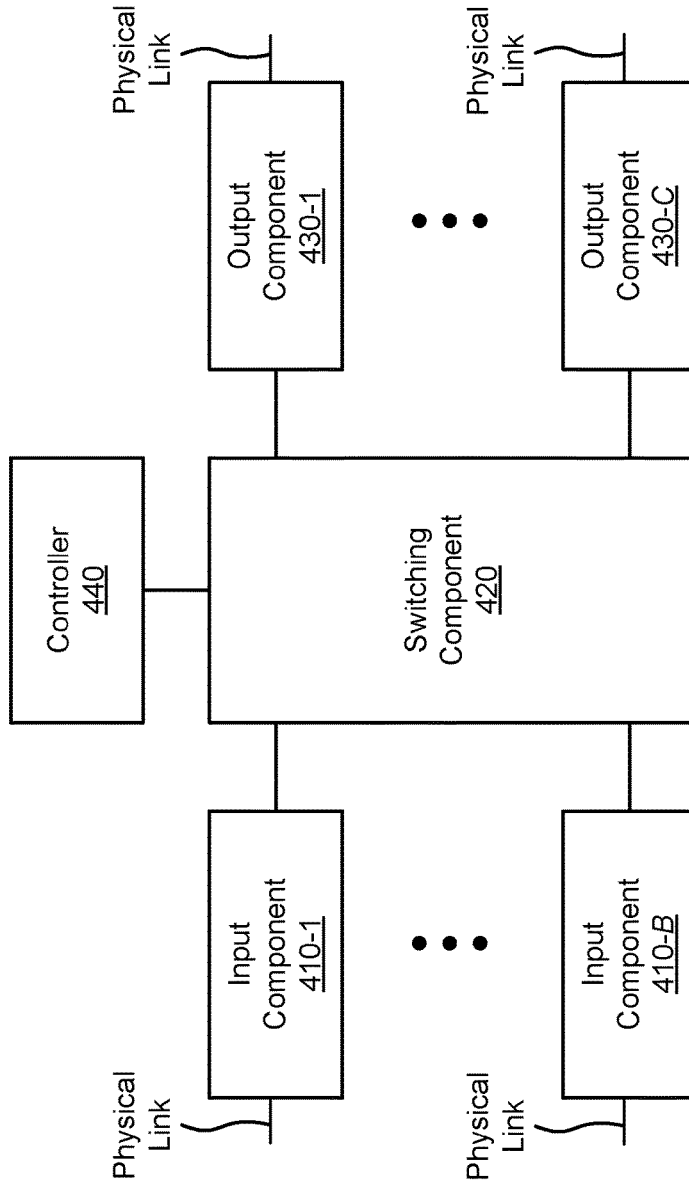 Controller
440
Physical
Link
Input
Component
410-1
Switching
Component
420
Output
Component
430-1
Physical
Link
Physical
Link
Input
Component
410-B
Output
Component
430-C
Physical
Link